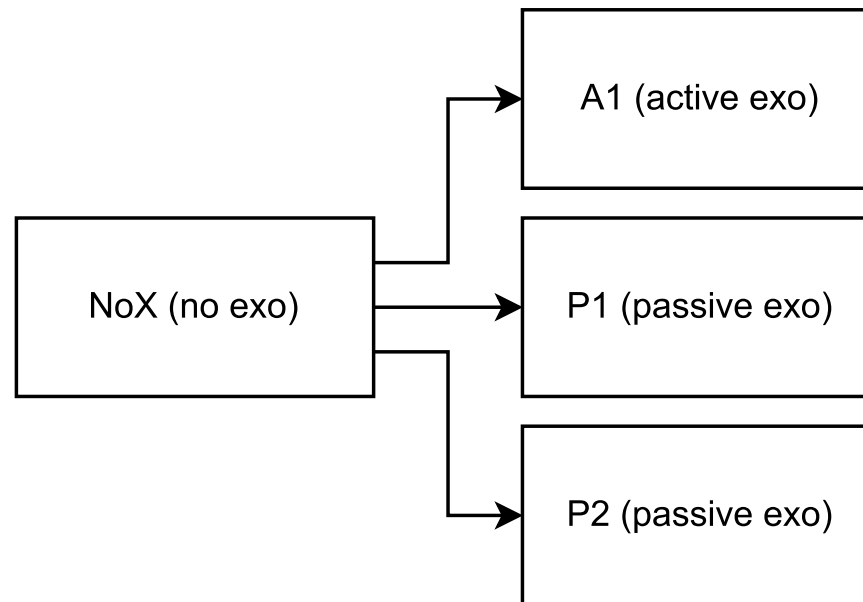 A1 (active exo)
NoX (no exo)
P1 (passive exo)
P2 (passive exo)